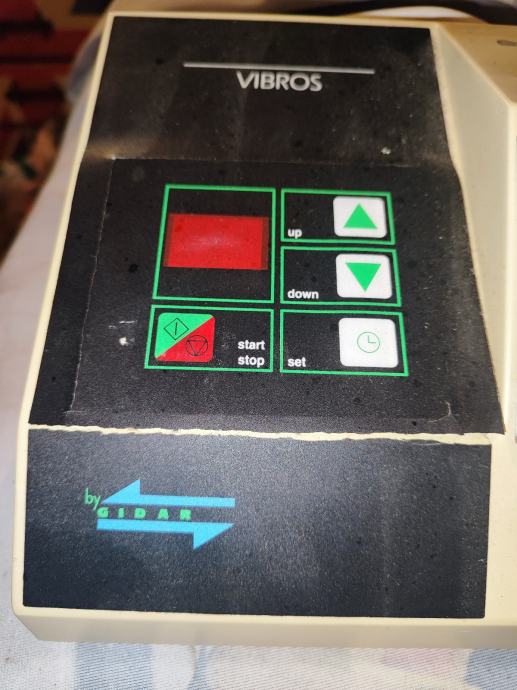 VIBROS
up
down
start
stop
set
by
GIDAR